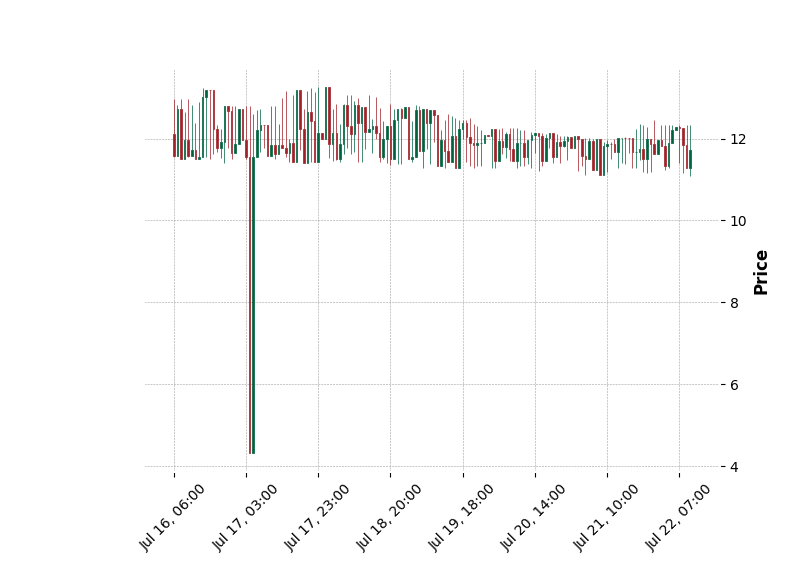 12
10
8
6
4
Price
Jul 16, 06:00
Jul 17, 03:00
Jul 17, 23:00
Jul 18, 20:00
Jul 19, 18:00
Jul 20, 14:00
Jul 21, 10:00
Jul 22, 07:00